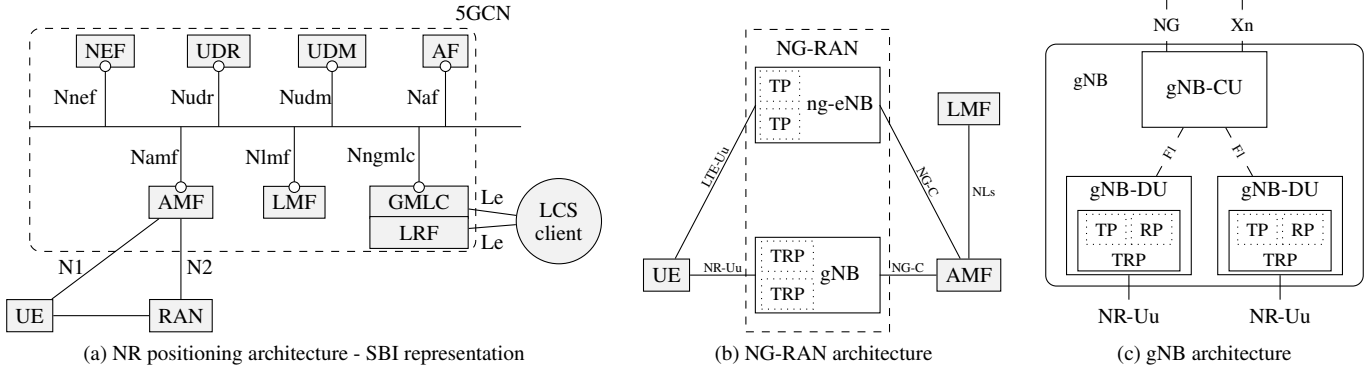 5GCN
NEF
UDR
UDM
AF
Nnef
Nudr
Nudm
Naf
Namf
Nlmf
Nngmlc
AMF
LMF
GMLC
LRF
Le
Le
LCS
client
N1
N2
UE
RAN
(a) NR positioning architecture - SBI representation
NG-RAN
TP
TP
ng-eNB
LMF
LTE-Uu
NG-C
NLs
TRP
TRP
gNB
UE
NR-Uu
NG-C
AMF
(b) NG-RAN architecture
NG
Xn
gNB
gNB-CU
F1
F1
gNB-DU
gNB-DU
TP
RP
TRP
TP
RP
TRP
NR-Uu
NR-Uu
(c) gNB architecture